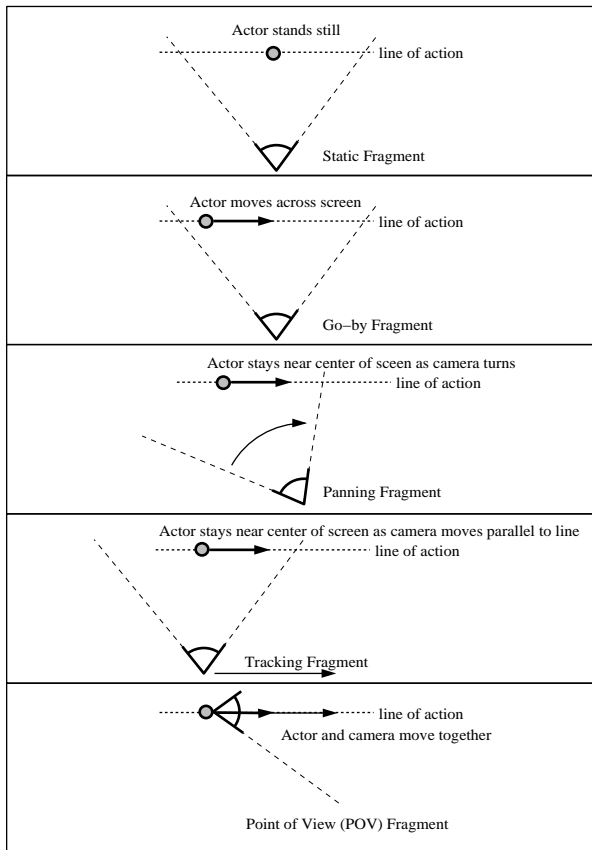 Actor stands still
line of action
Static Fragment
Actor moves across screen
line of action
Go−by Fragment
Actor stays near center of sceen as camera turns
line of action
Panning Fragment
Actor stays near center of screen as camera moves parallel to line
line of action
Tracking Fragment
line of action
Actor and camera move together
Point of View (POV) Fragment